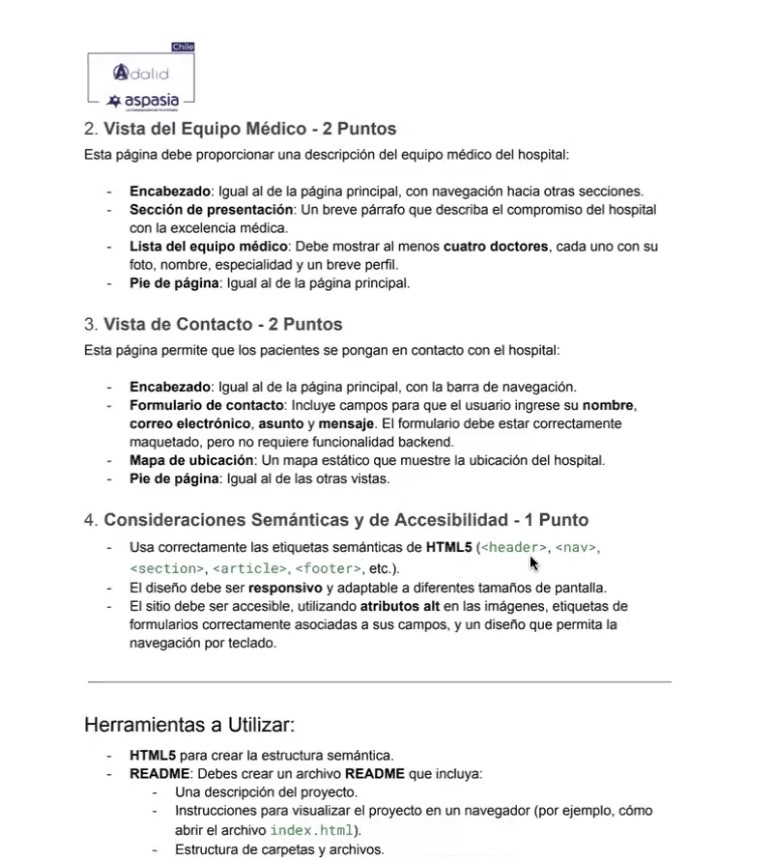 Chile
Adalid
aspasia
2. Vista del Equipo Médico - 2 Puntos
Esta página debe proporcionar una descripción del equipo médico del hospital:
- Encabezado: Igual al de la página principal, con navegación hacia otras secciones.
- Sección de presentación: Un breve párrafo que describa el compromiso del hospital
con la excelencia médica.
- Lista del equipo médico: Debe mostrar al menos cuatro doctores, cada uno con su
foto, nombre, especialidad y un breve perfil.
- Pie de página: Igual al de la página principal.
3. Vista de Contacto - 2 Puntos
Esta página permite que los pacientes se pongan en contacto con el hospital:
- Encabezado: Igual al de la página principal, con la barra de navegación.
- Formulario de contacto: Incluye campos para que el usuario ingrese su nombre,
correo electrónico, asunto y mensaje. El formulario debe estar correctamente
maquetado, pero no requiere funcionalidad backend.
- Mapa de ubicación: Un mapa estático que muestre la ubicación del hospital.
- Pie de página: Igual al de las otras vistas.
4. Consideraciones Semánticas y de Accesibilidad - 1 Punto
- Usa correctamente las etiquetas semánticas de HTML5 (<header>, <nav>,
<section>, <article>, <footer>, etc.).
- El diseño debe ser responsivo y adaptable a diferentes tamaños de pantalla.
- El sitio debe ser accesible, utilizando atributos alt en las imágenes, etiquetas de
formularios correctamente asociadas a sus campos, y un diseño que permita la
navegación por teclado.
Herramientas a Utilizar:
- HTML5 para crear la estructura semántica.
- README: Debes crear un archivo README que incluya:
- Una descripción del proyecto.
- Instrucciones para visualizar el proyecto en un navegador (por ejemplo, cómo
abrir el archivo index.html).
- Estructura de carpetas y archivos.